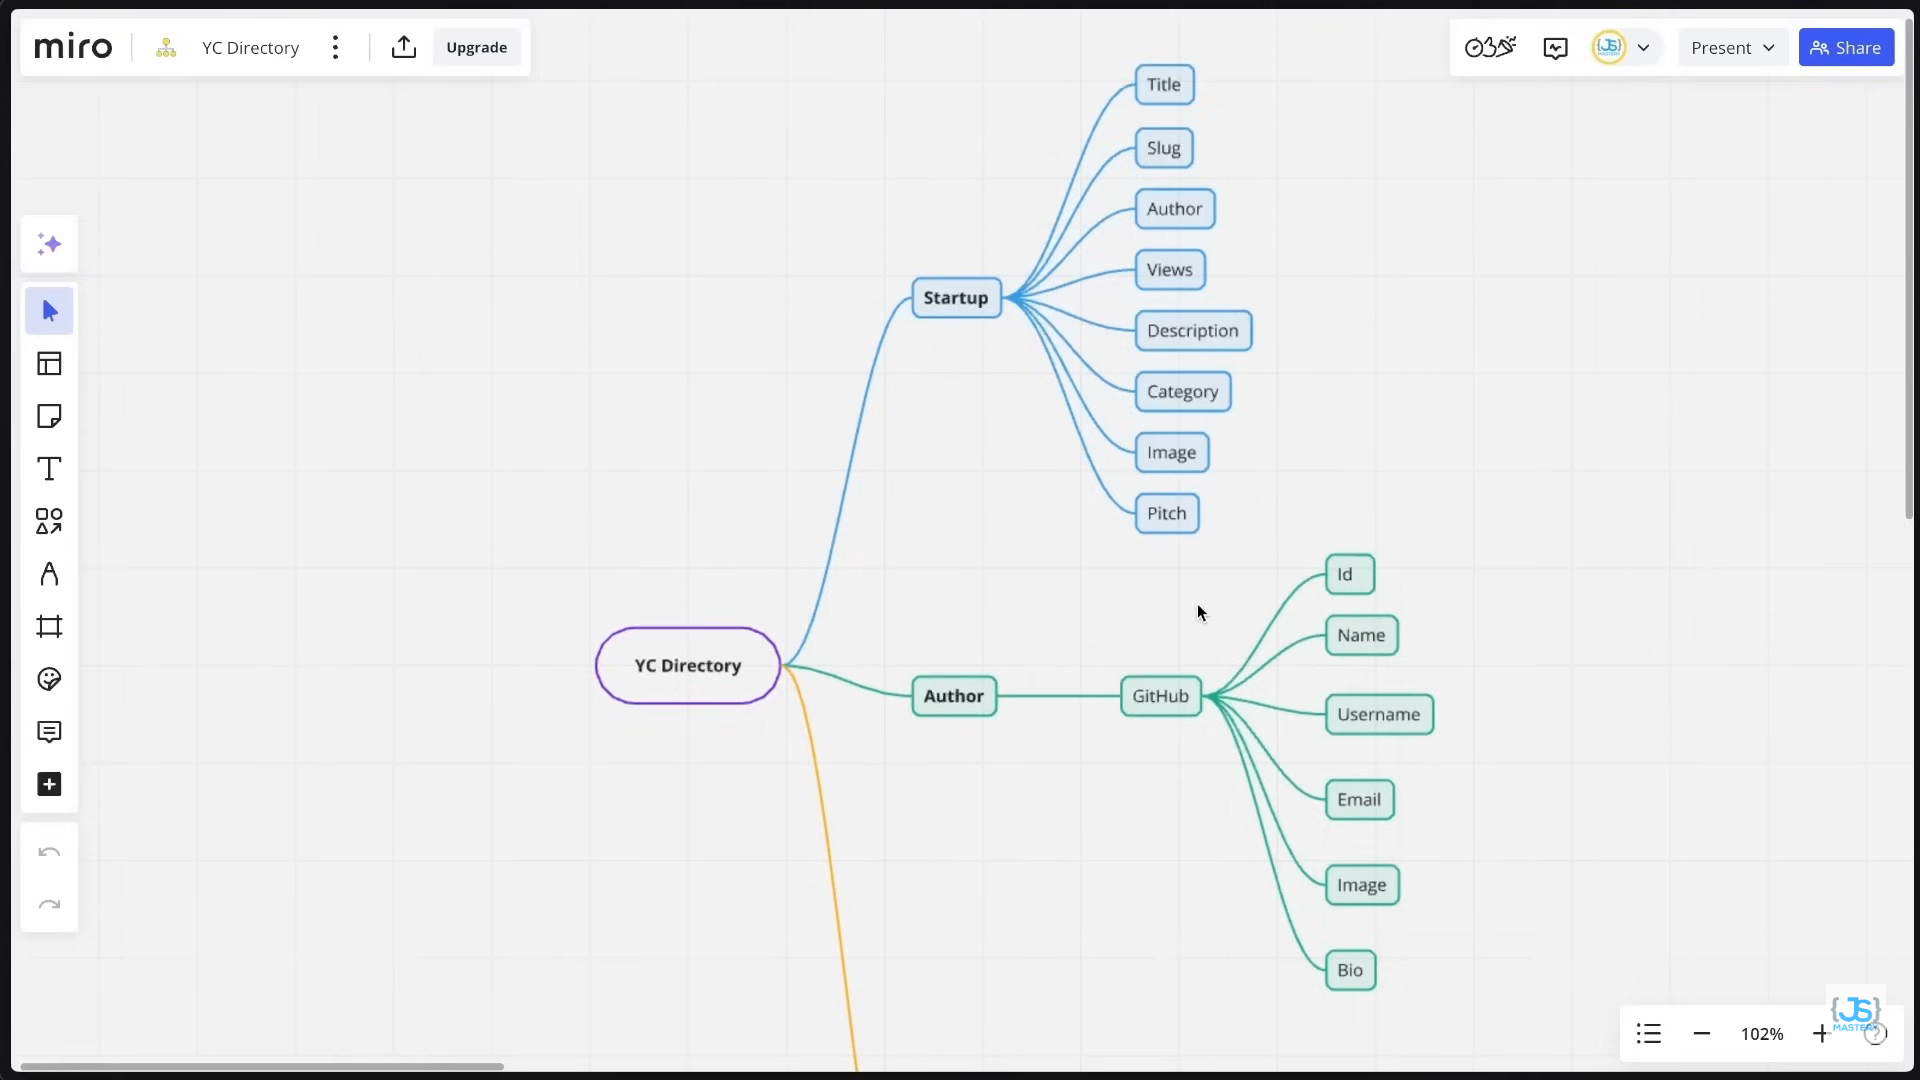 miro
YC Directory
Upgrade
JS
Present
Share
Title
Slug
Author
Views
Startup
Description
Category
Image
Pitch
Id
Name
YC Directory
Author
GitHub
Username
Email
Image
Bio
102%
{JS}
MASTERY
?